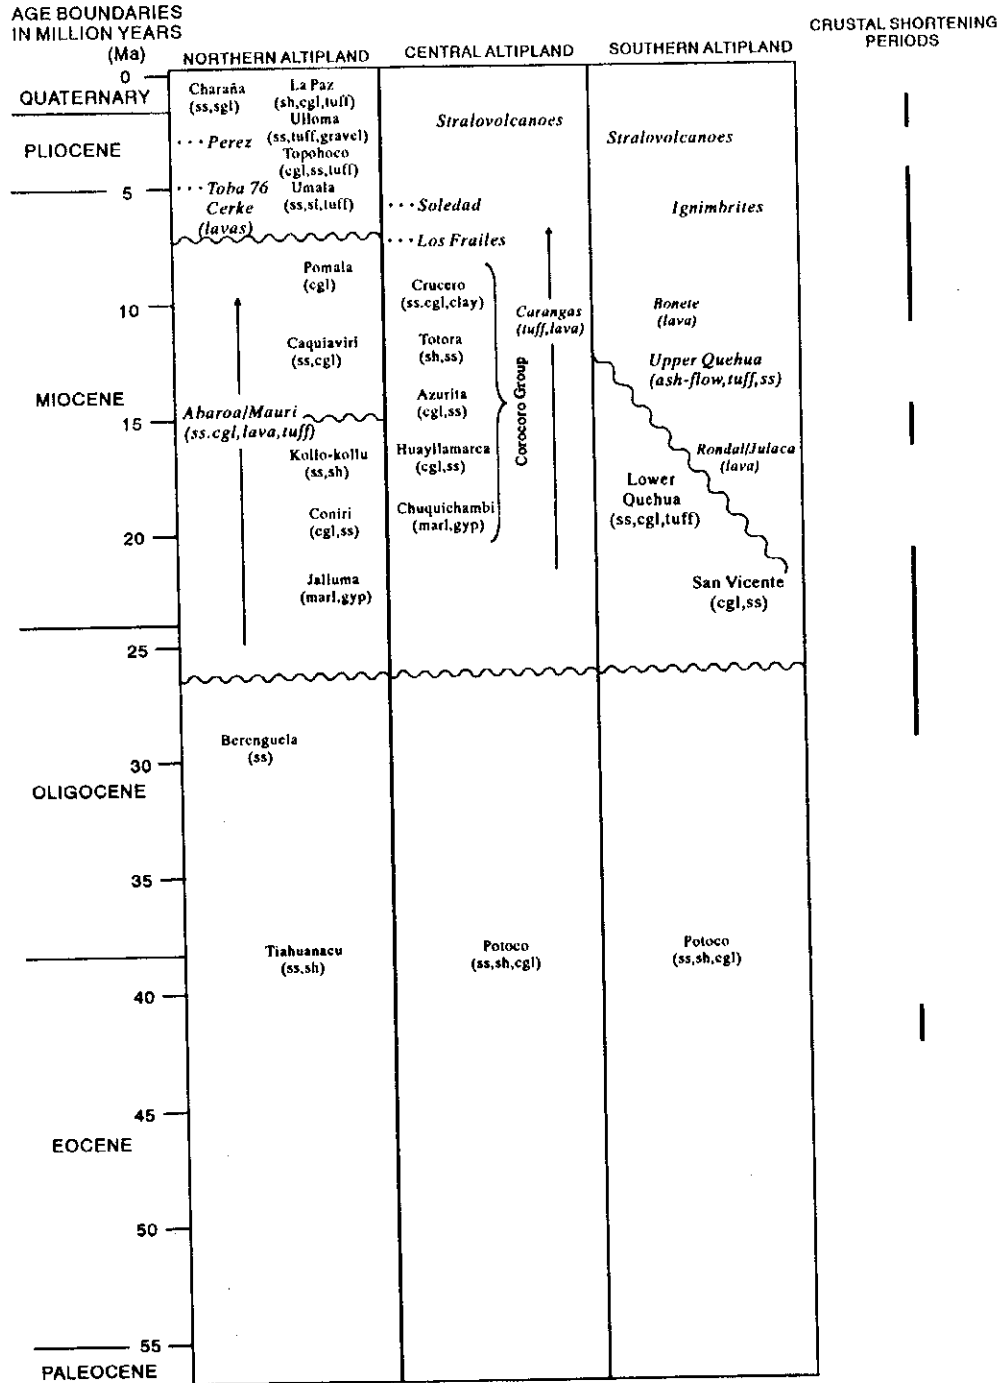 AGE BOUNDARIES
IN MILLION YEARS
(Ma)
NORTHERN ALTIPLAND
CENTRAL ALTIPLAND
SOUTHERN ALTIPLAND
CRUSTAL SHORTENING
PERIODS
0
QUATERNARY
PLIOCENE
5
10
MIOCENE
15
20
25
30
OLIGOCENE
35
40
45
EOCENE
50
55
PALEOCENE
Charaña
(ss,sgl)
La Paz
(sh,cgl,tuff)
Ulloma
(ss,tuff,gravel)
··· Perez
Topohoco
(cgl,ss,tuff)
··· Toba 76
Umala
(ss,sl,tuff)
Cerke
(lavas)
Pomala
(cgl)
Caquiaviri
(ss,cgl)
Abaroa/Mauri
(ss.cgl,lava,tuff)
Kollo-kollu
(ss,sh)
Coniri
(cgl,ss)
Jalluma
(marl,gyp)
Berenguela
(ss)
Tiahuanacu
(ss,sh)
Stralovolcanoes
··· Soledad
··· Los Frailes
Crucero
(ss.cgl,clay)
Totora
(sh,ss)
Azurita
(cgl,ss)
Huayllamarca
(cgl,ss)
Chuquichambi
(marl,gyp)
Corocoro Group
Carangas
(tuff,lava)
Potoco
(ss,sh,cgl)
Stralovolcanoes
Ignimbrites
Bonete
(lava)
Upper Quehua
(ash-flow,tuff,ss)
Rondal/Julaca
(lava)
Lower
Quehua
(ss,cgl,tuff)
San Vicente
(cgl,ss)
Potoco
(ss,sh,cgl)